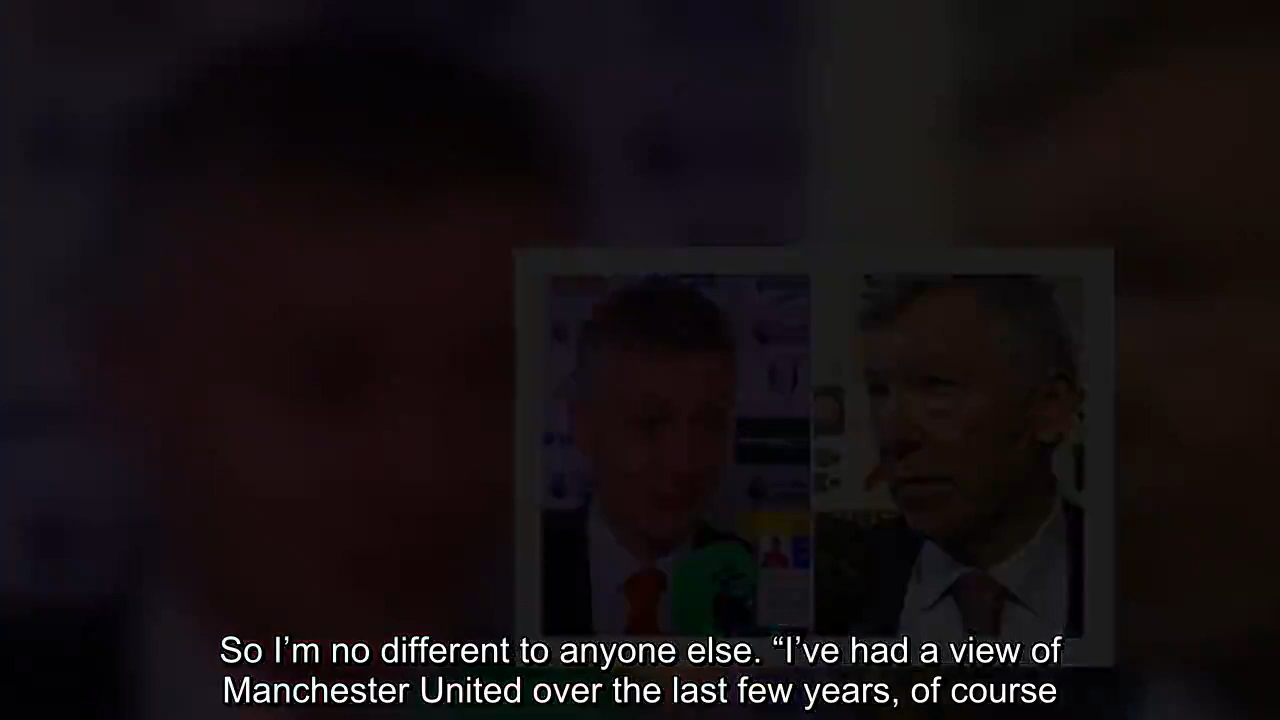 So I’m no different to anyone else. “I’ve had a view of
Manchester United over the last few years, of course